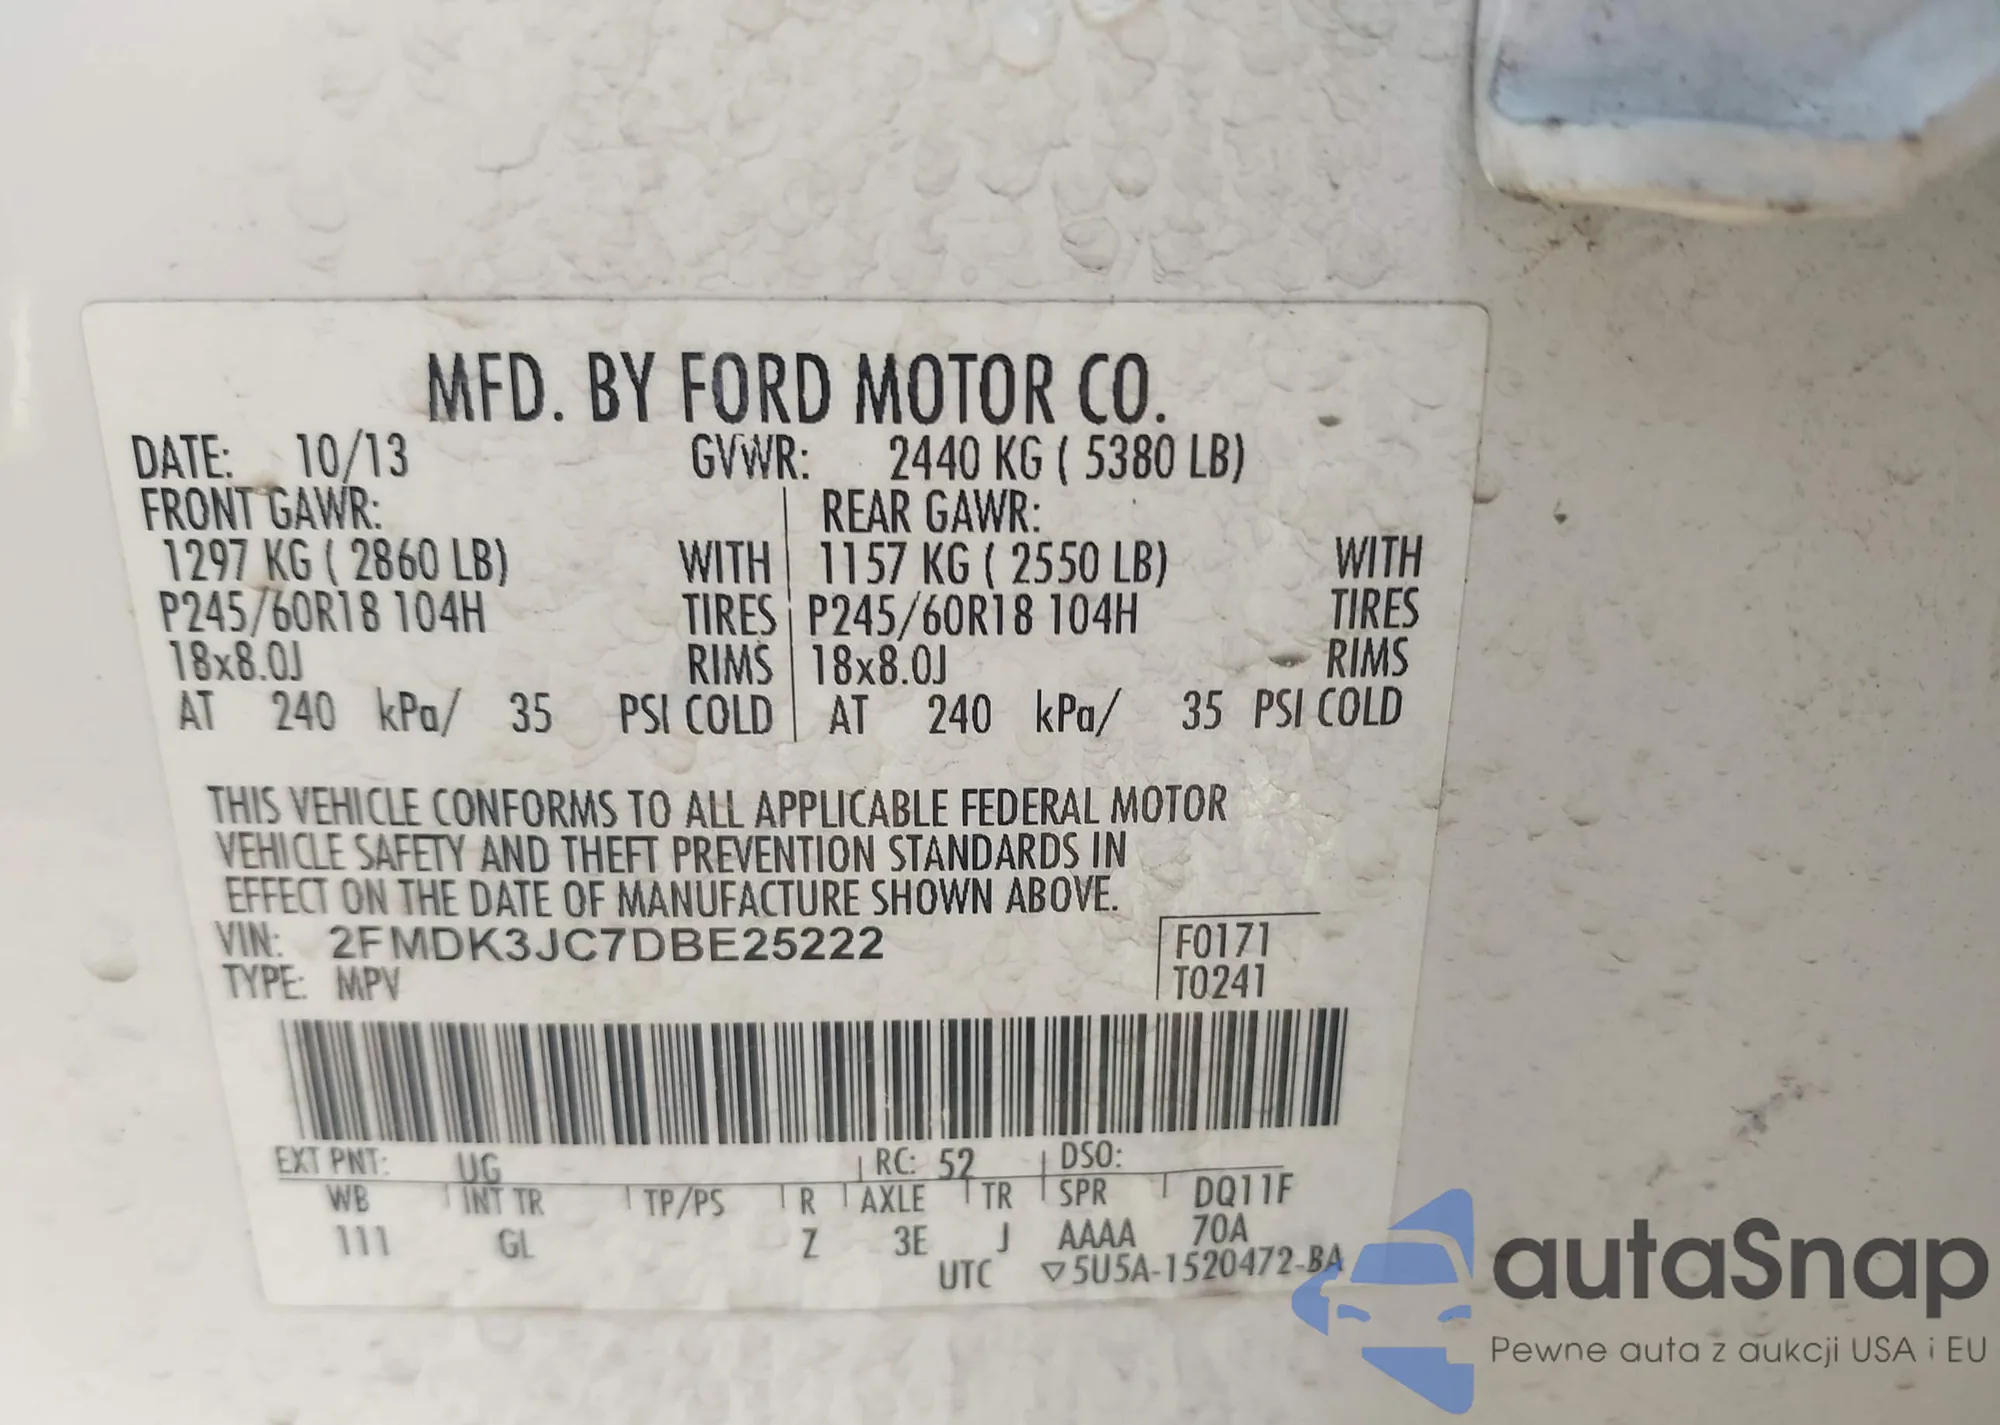 MFD. BY FORD MOTOR CO.
DATE: 10/13 GVWR: 2440 KG ( 5380 LB)
FRONT GAWR: REAR GAWR:
1297 KG ( 2860 LB) WITH 1157 KG ( 2550 LB) WITH
P245/60R18 104H TIRES P245/60R18 104H TIRES
18x8.0J RIMS 18x8.0J RIMS
AT 240 kPa/ 35 PSI COLD AT 240 kPa/ 35 PSI COLD
THIS VEHICLE CONFORMS TO ALL APPLICABLE FEDERAL MOTOR
VEHICLE SAFETY AND THEFT PREVENTION STANDARDS IN
EFFECT ON THE DATE OF MANUFACTURE SHOWN ABOVE.
VIN: 2FMDK3JC7DBE25222 F0171
TYPE: MPV T0241
EXT PNT: UG RC: 52 DSO:
WB INT TR TP/PS R AXLE TR SPR DQ11F
111 GL Z 3E J AAAA 70A
UTC ▽5U5A-1520472-BA
autaSnap
Pewne auta z aukcji USA i EU